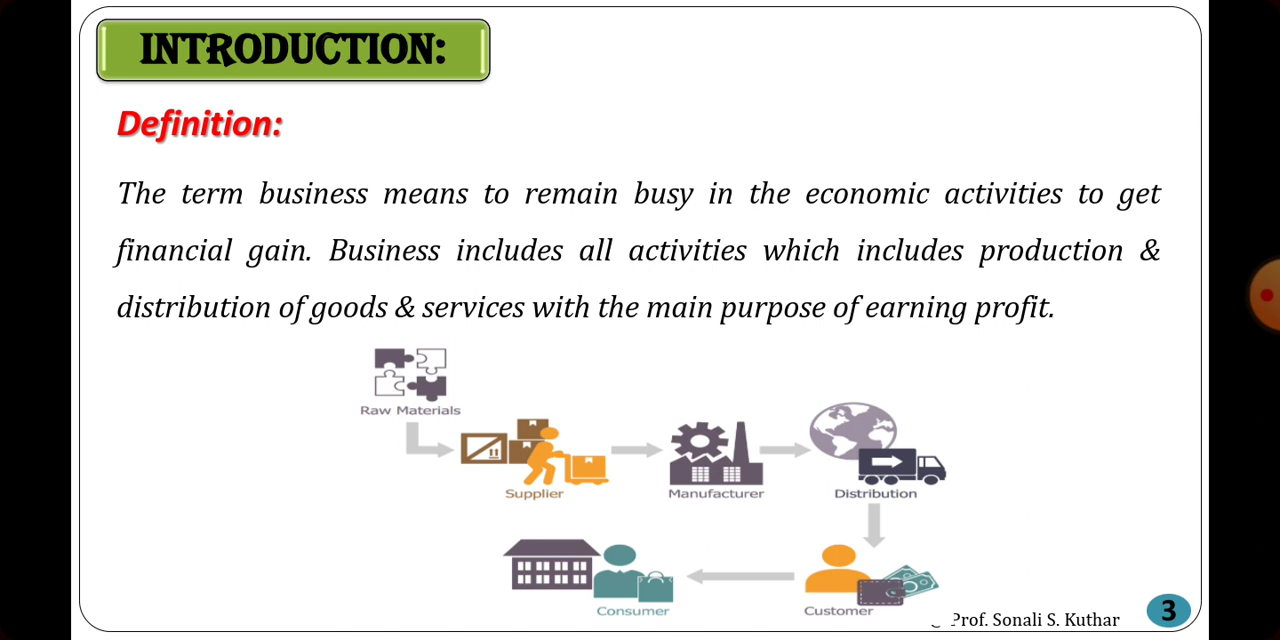 INTRODUCTION:
Definition:
The term business means to remain busy in the economic activities to get
financial gain. Business includes all activities which includes production &
distribution of goods & services with the main purpose of earning profit.
Raw Materials
Supplier
Manufacturer
Distribution
Consumer
Customer
Prof. Sonali S. Kuthar
3